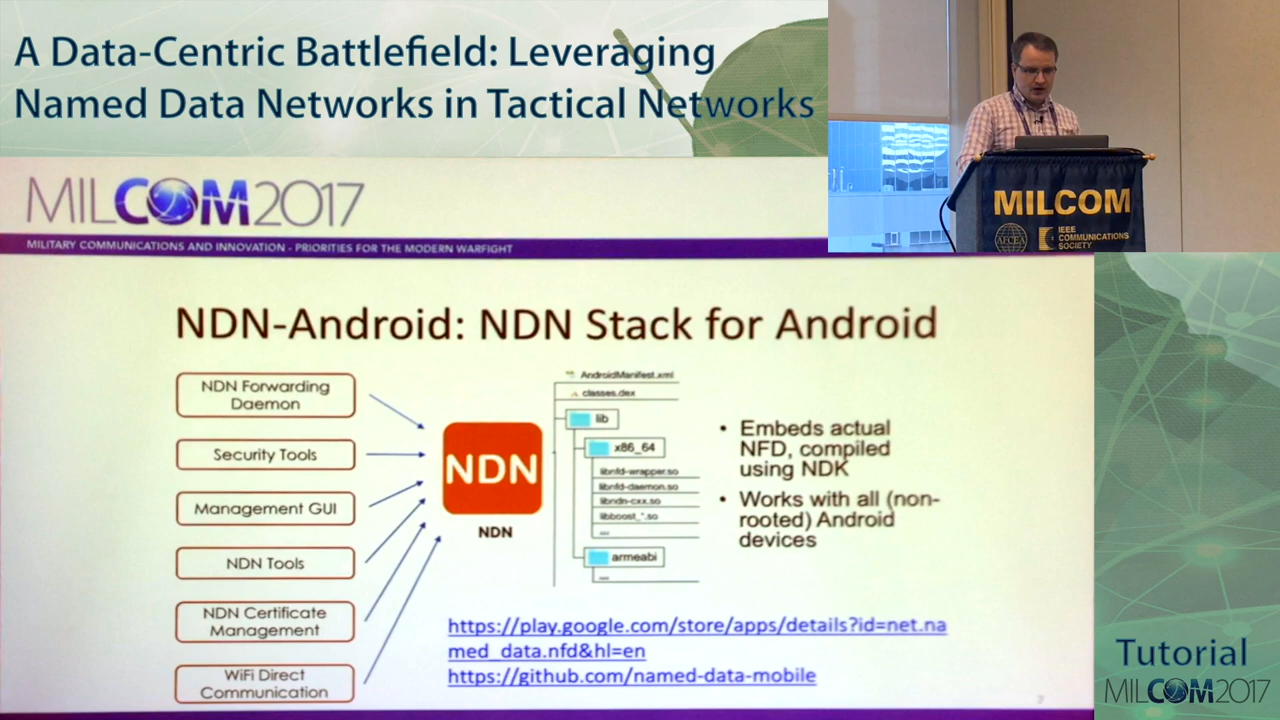 A Data-Centric Battlefield: Leveraging
Named Data Networks in Tactical Networks
MILCOM2017
MILITARY COMMUNICATIONS AND INNOVATION - PRIORITIES FOR THE MODERN WARFIGHT
MILCOM
AFCEA
IEEE
COMMUNICATIONS
SOCIETY
NDN-Android: NDN Stack for Android
NDN Forwarding
Daemon
Security Tools
Management GUI
NDN Tools
NDN Certificate
Management
WiFi Direct
Communication
NDN
NDN
AndroidManifest.xml
classes.dex
lib
x86_64
libnfd-wrapper.so
libnfd-daemon.so
libndn-cxx.so
libboost_*.so
...
armeabi
...
• Embeds actual
NFD, compiled
using NDK
• Works with all (non-
rooted) Android
devices
https://play.google.com/store/apps/details?id=net.na
med_data.nfd&hl=en
https://github.com/named-data-mobile
7
Tutorial
MILCOM2017